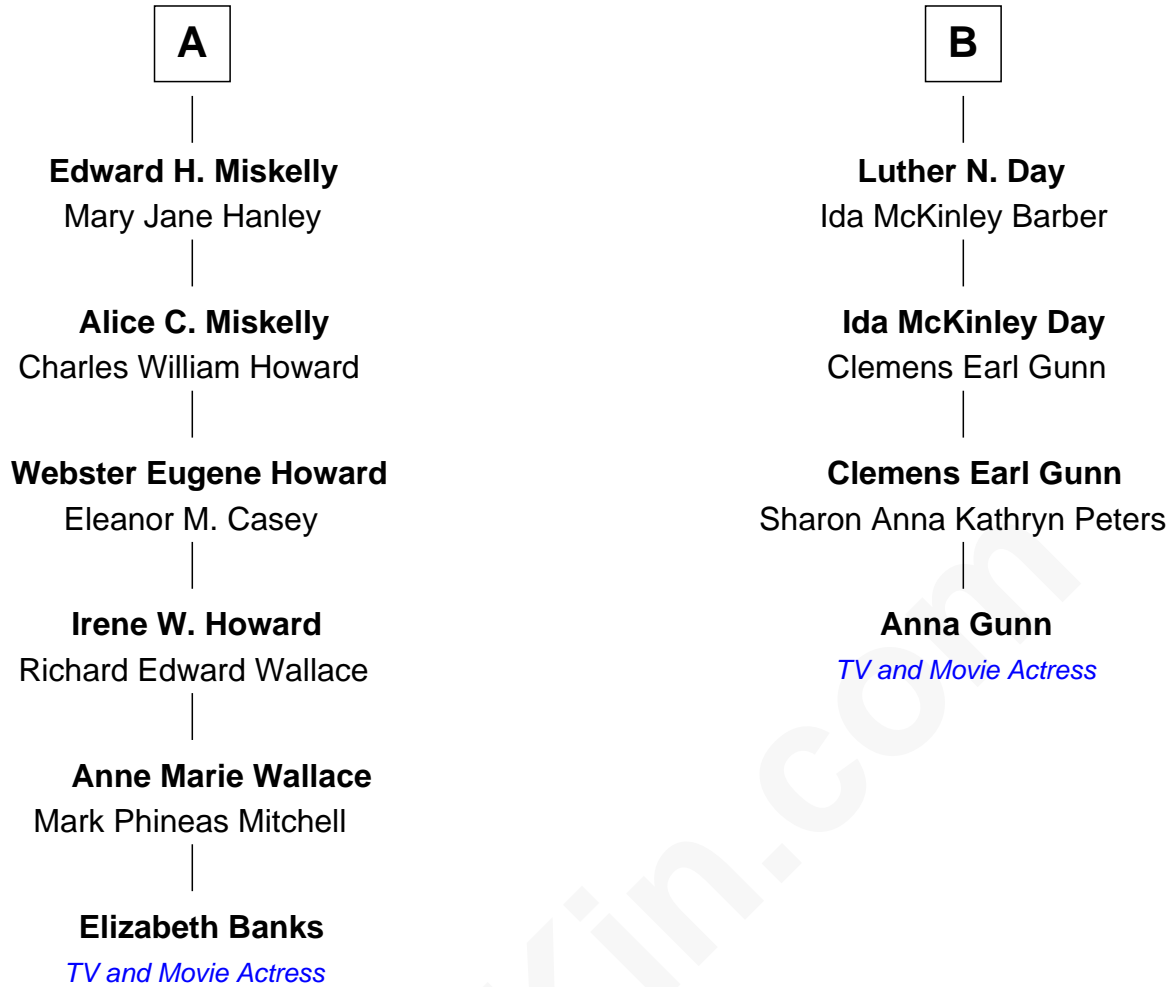 A
Edward H. Miskelly
Mary Jane Hanley
Alice C. Miskelly
Charles William Howard
Webster Eugene Howard
Eleanor M. Casey
Irene W. Howard
Richard Edward Wallace
Anne Marie Wallace
Mark Phineas Mitchell
Elizabeth Banks
TV and Movie Actress
B
Luther N. Day
Ida McKinley Barber
Ida McKinley Day
Clemens Earl Gunn
Clemens Earl Gunn
Sharon Anna Kathryn Peters
Anna Gunn
TV and Movie Actress
Kin.com